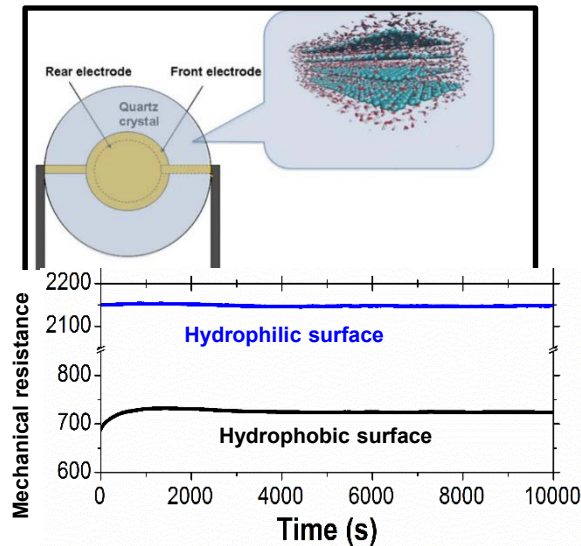 Rear electrode
Front electrode
Quartz
crystal
Mechanical resistance
2200
2100
800
700
600
Hydrophilic surface
Hydrophobic surface
0
2000
4000
6000
8000
10000
Time (s)